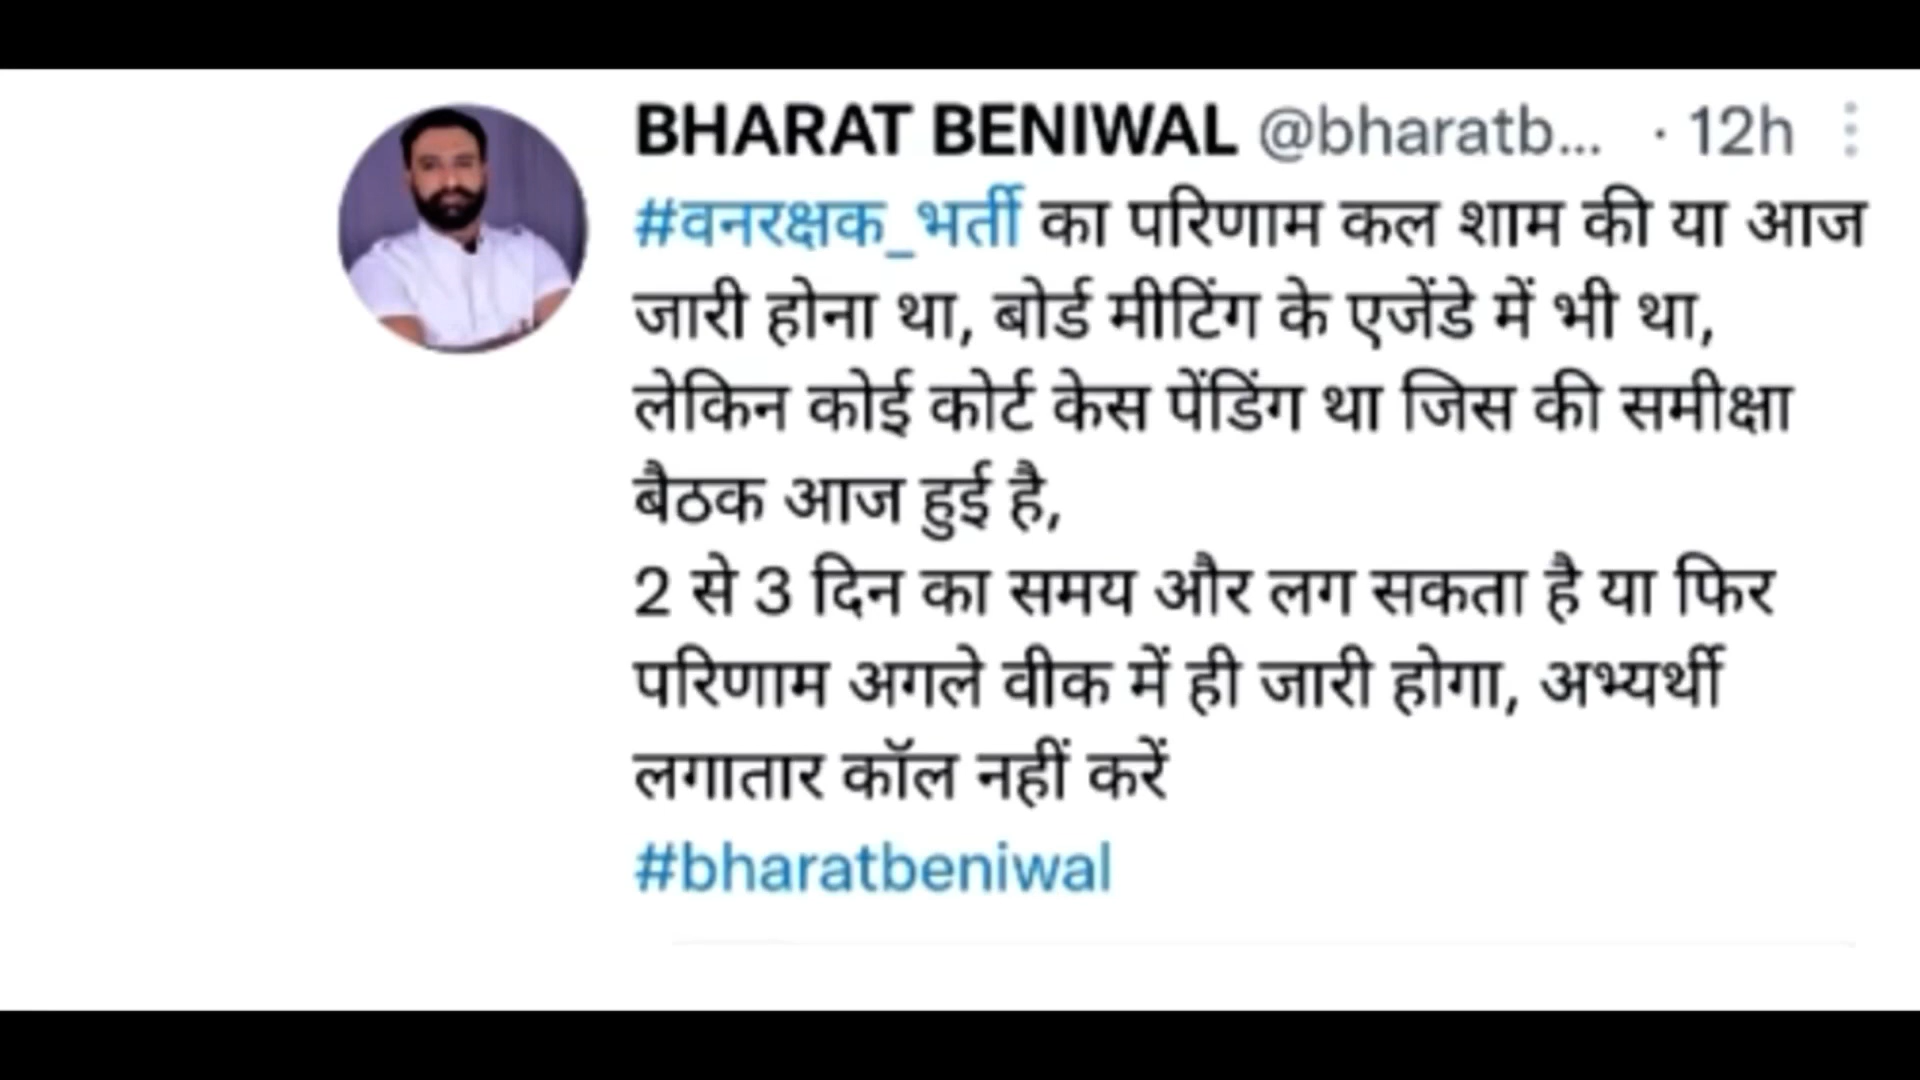 BHARAT BENIWAL @bharatb... · 12h
#वनरक्षक_भर्ती का परिणाम कल शाम की या आज
जारी होना था, बोर्ड मीटिंग के एजेंडे में भी था,
लेकिन कोई कोर्ट केस पेंडिंग था जिस की समीक्षा
बैठक आज हुई है,
2 से 3 दिन का समय और लग सकता है या फिर
परिणाम अगले वीक में ही जारी होगा, अभ्यर्थी
लगातार कॉल नहीं करें
#bharatbeniwal